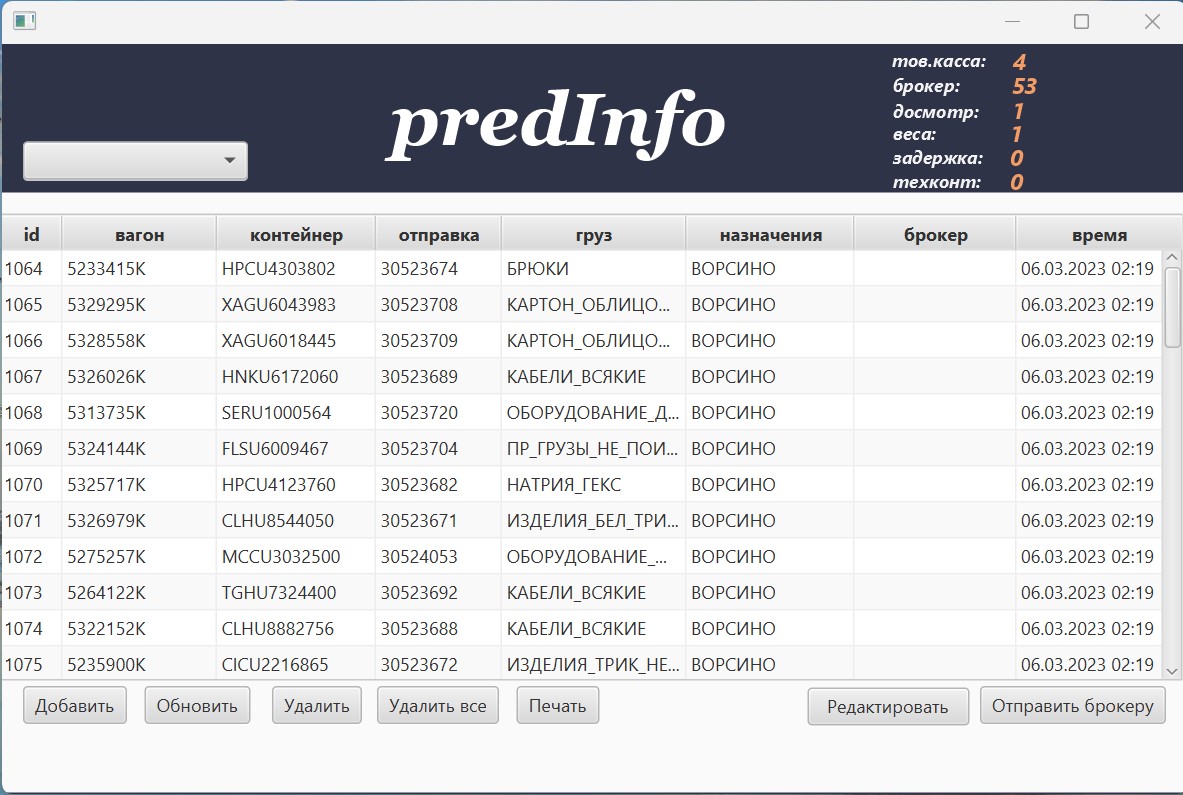 тов.касса: 4
брокер: 53
predInfo
досмотр: 1
веса: 1
задержка: 0
техконт: 0
id вагон контейнер отправка груз назначения брокер время
1064 5233415K HPCU4303802 30523674 БРЮКИ ВОРСИНО 06.03.2023 02:19
1065 5329295K XAGU6043983 30523708 КАРТОН_ОБЛИЦО... ВОРСИНО 06.03.2023 02:19
1066 5328558K XAGU6018445 30523709 КАРТОН_ОБЛИЦО... ВОРСИНО 06.03.2023 02:19
1067 5326026K HNKU6172060 30523689 КАБЕЛИ_ВСЯКИЕ ВОРСИНО 06.03.2023 02:19
1068 5313735K SERU1000564 30523720 ОБОРУДОВАНИЕ_Д... ВОРСИНО 06.03.2023 02:19
1069 5324144K FLSU6009467 30523704 ПР_ГРУЗЫ_НЕ_ПОИ... ВОРСИНО 06.03.2023 02:19
1070 5325717K HPCU4123760 30523682 НАТРИЯ_ГЕКС ВОРСИНО 06.03.2023 02:19
1071 5326979K CLHU8544050 30523671 ИЗДЕЛИЯ_БЕЛ_ТРИ... ВОРСИНО 06.03.2023 02:19
1072 5275257K MCCU3032500 30524053 ОБОРУДОВАНИЕ_... ВОРСИНО 06.03.2023 02:19
1073 5264122K TGHU7324400 30523692 КАБЕЛИ_ВСЯКИЕ ВОРСИНО 06.03.2023 02:19
1074 5322152K CLHU8882756 30523688 КАБЕЛИ_ВСЯКИЕ ВОРСИНО 06.03.2023 02:19
1075 5235900K CICU2216865 30523672 ИЗДЕЛИЯ_ТРИК_НЕ... ВОРСИНО 06.03.2023 02:19
Добавить Обновить Удалить Удалить все Печать Редактировать Отправить брокеру